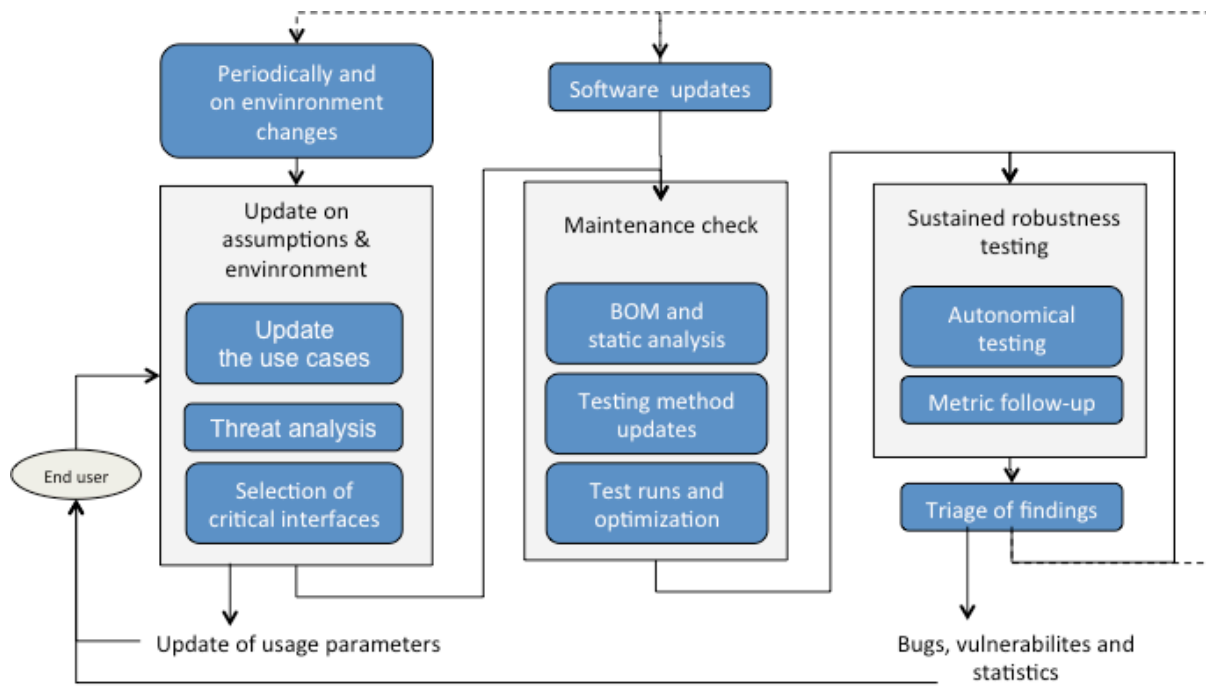 Periodically and
on envinronment
changes
Software updates
Update on
assumptions &
envinronment
Update
the use cases
Threat analysis
Selection of
critical interfaces
Maintenance check
BOM and
static analysis
Testing method
updates
Test runs and
optimization
Sustained robustness
testing
Autonomical
testing
Metric follow-up
Triage of findings
End user
Update of usage parameters
Bugs, vulnerabilites and
statistics